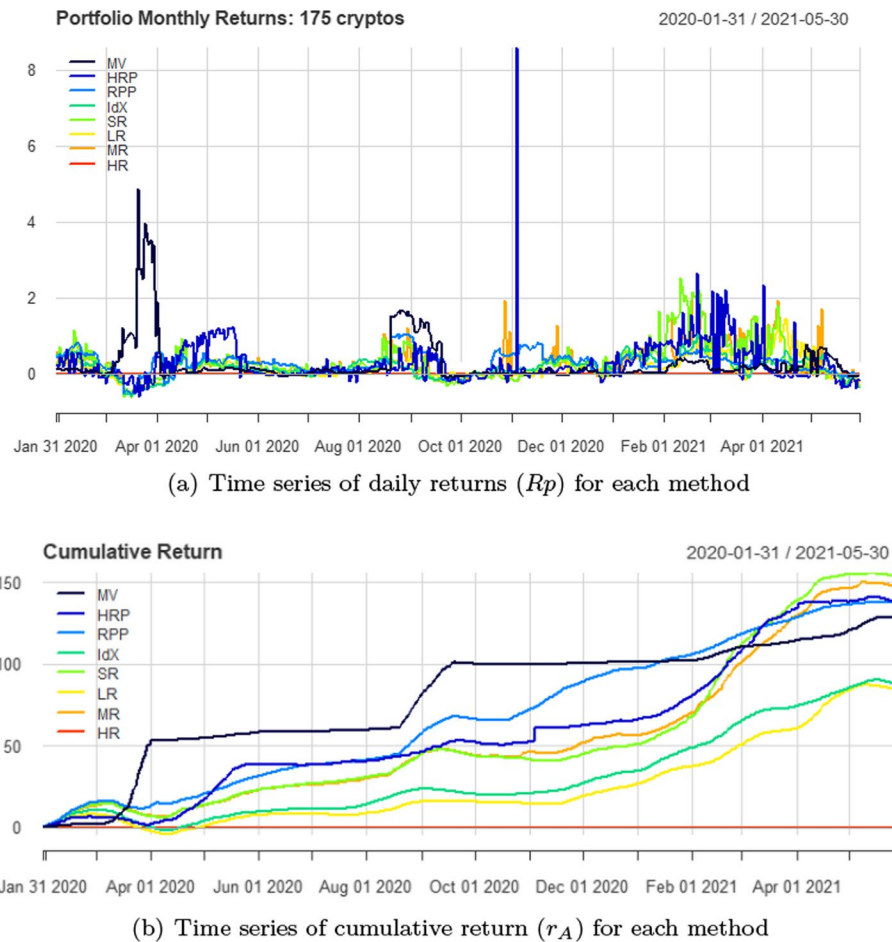 Portfolio Monthly Returns: 175 cryptos 2020-01-31 / 2021-05-30
8
6
4
2
0
MV
HRP
RPP
IdX
SR
LR
MR
HR
Jan 31 2020 Apr 01 2020 Jun 01 2020 Aug 01 2020 Oct 01 2020 Dec 01 2020 Feb 01 2021 Apr 01 2021
(a) Time series of daily returns (Rp) for each method
Cumulative Return 2020-01-31 / 2021-05-30
150
100
50
0
MV
HRP
RPP
IdX
SR
LR
MR
HR
Jan 31 2020 Apr 01 2020 Jun 01 2020 Aug 01 2020 Oct 01 2020 Dec 01 2020 Feb 01 2021 Apr 01 2021
(b) Time series of cumulative return (r_A) for each method